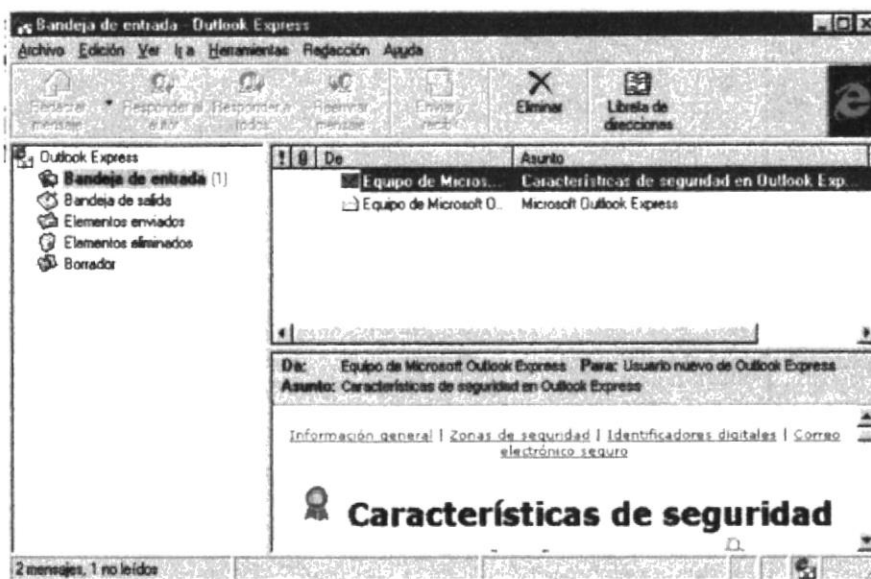 Bandeja de entrada - Outlook Express
Archivo Edición Ver Ir a Herramientas Redacción Ayuda
Redactar mensaje Responder al autor Responder a todos Reenviar mensaje Enviar y recibir Eliminar Libreta de direcciones
Outlook Express
Bandeja de entrada (1)
Bandeja de salida
Elementos enviados
Elementos eliminados
Borrador
! De Asunto
Equipo de Micros... Características de seguridad en Outlook Exp...
Equipo de Microsoft O... Microsoft Outlook Express
De: Equipo de Microsoft Outlook Express Para: Usuario nuevo de Outlook Express
Asunto: Características de seguridad en Outlook Express
Información general | Zonas de seguridad | Identificadores digitales | Correo
electrónico seguro
Características de seguridad
2 mensajes, 1 no leídos